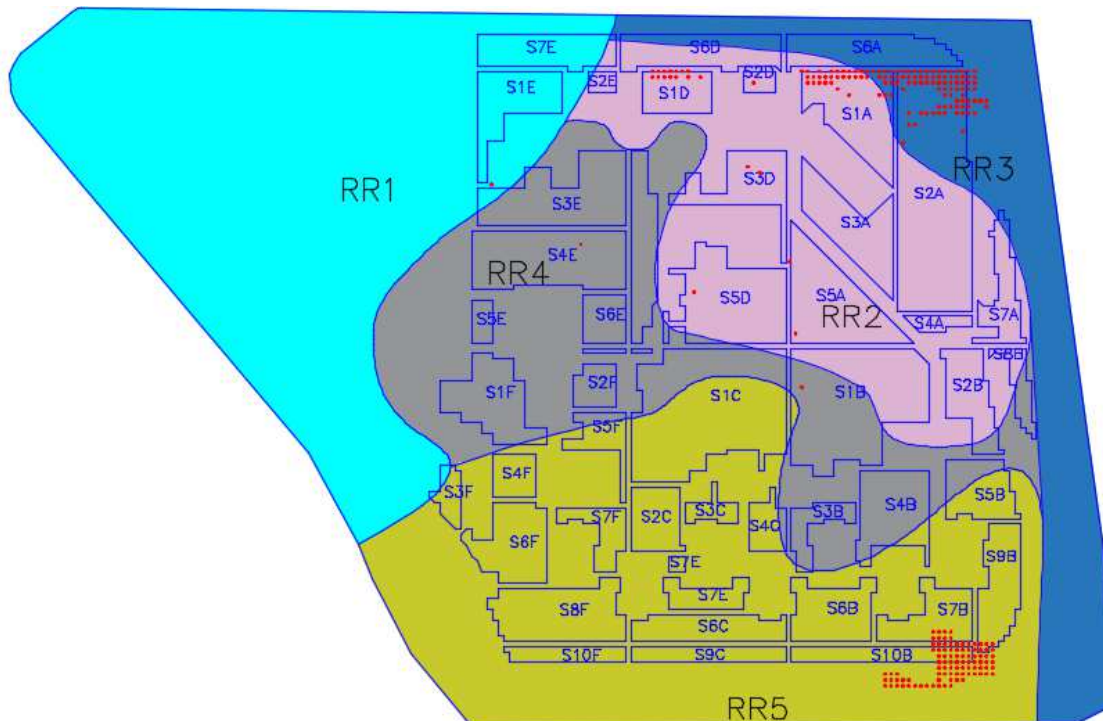 S7E S6D S6A
S1E S2E S1D S2D S1A
RR1 S3E S3D S3A S2A RR3
S4E RR4 S5D S5A RR2 S4A S7A
S5E S6E S8B
S1F S2F S1C S1B S2B
S5F
S3F S4F S2C S3C S4C S3B S4B S5B
S6F S7F S7E S9B
S8F S7E S6B S7B
S6C
S10F S9C S10B
RR5